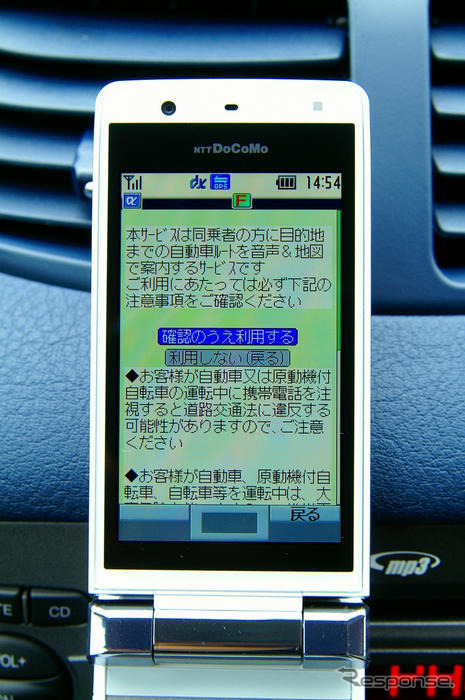 NTT DoCoMo
dx GPS 14:54
α F
本サービスは同乗者の方に目的地
までの自動車ルートを音声&地図
で案内するサービスです
ご利用にあたっては必ず下記の
注意事項をご確認ください
確認のうえ利用する
利用しない(戻る)
◆お客様が自動車又は原動機付
自転車の運転中に携帯電話を注
視すると道路交通法に違反する
可能性がありますので、ご注意
ください
◆お客様が自動車、原動機付自
転車、自転車等を運転中は、大
戻る
mp3
TE CD
VOL+
Response.